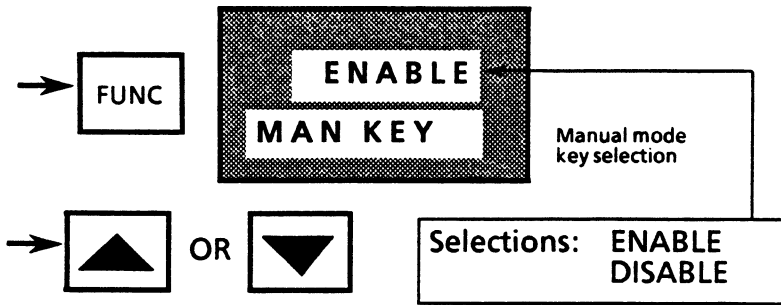 FUNC
ENABLE
MAN KEY
Manual mode
key selection
OR
Selections: ENABLE
DISABLE